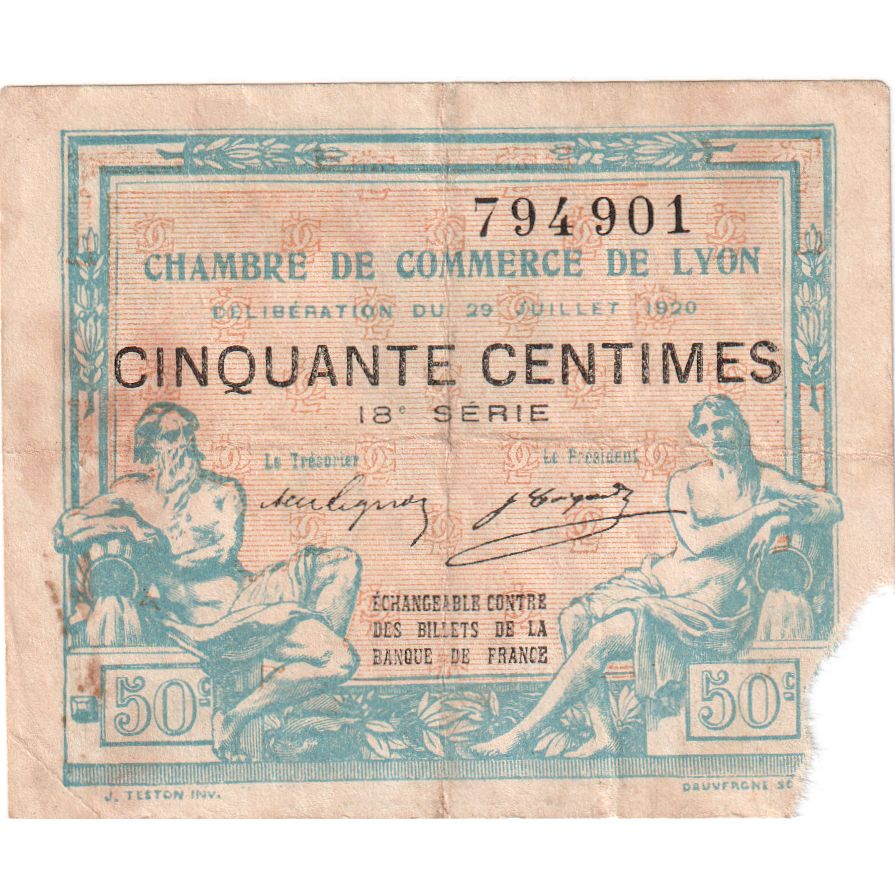 794901
CHAMBRE DE COMMERCE DE LYON
DÉLIBÉRATION DU 29 JUILLET 1920
CINQUANTE CENTIMES
18e SÉRIE
Le Trésorier Le Président
ÉCHANGEABLE CONTRE
DES BILLETS DE LA
BANQUE DE FRANCE
50c 50c
J. TESTON INV. DAUVERGNE SC